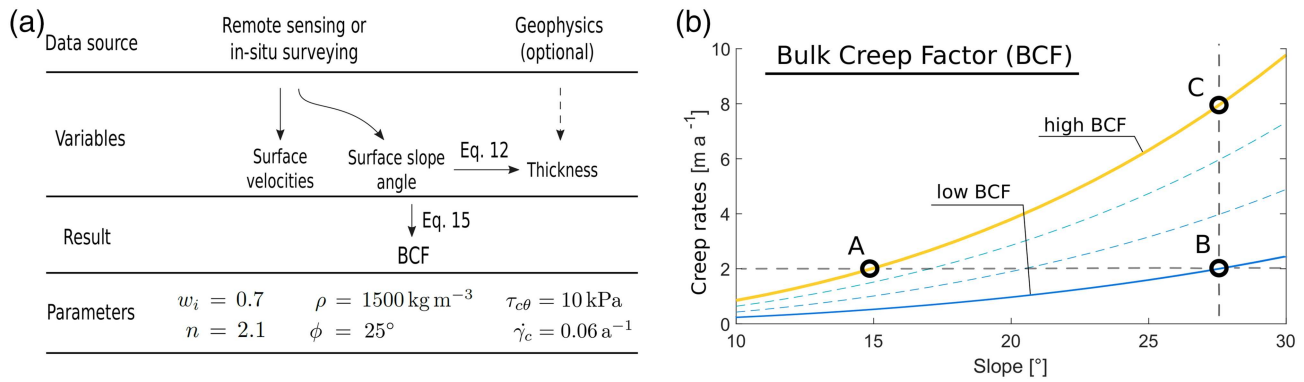 (a)
Data source
Remote sensing or
in-situ surveying
Geophysics
(optional)
Variables
Surface
velocities
Surface slope
angle
Eq. 12
Thickness
Result
Eq. 15
BCF
Parameters
w_i = 0.7
ρ = 1500 kg m⁻³
τ_cθ = 10 kPa
n = 2.1
ϕ = 25°
γ̇_c = 0.06 a⁻¹
(b)
Bulk Creep Factor (BCF)
Creep rates [m a⁻¹]
10
8
6
4
2
0
high BCF
low BCF
A
B
C
10
15
20
25
30
Slope [°]